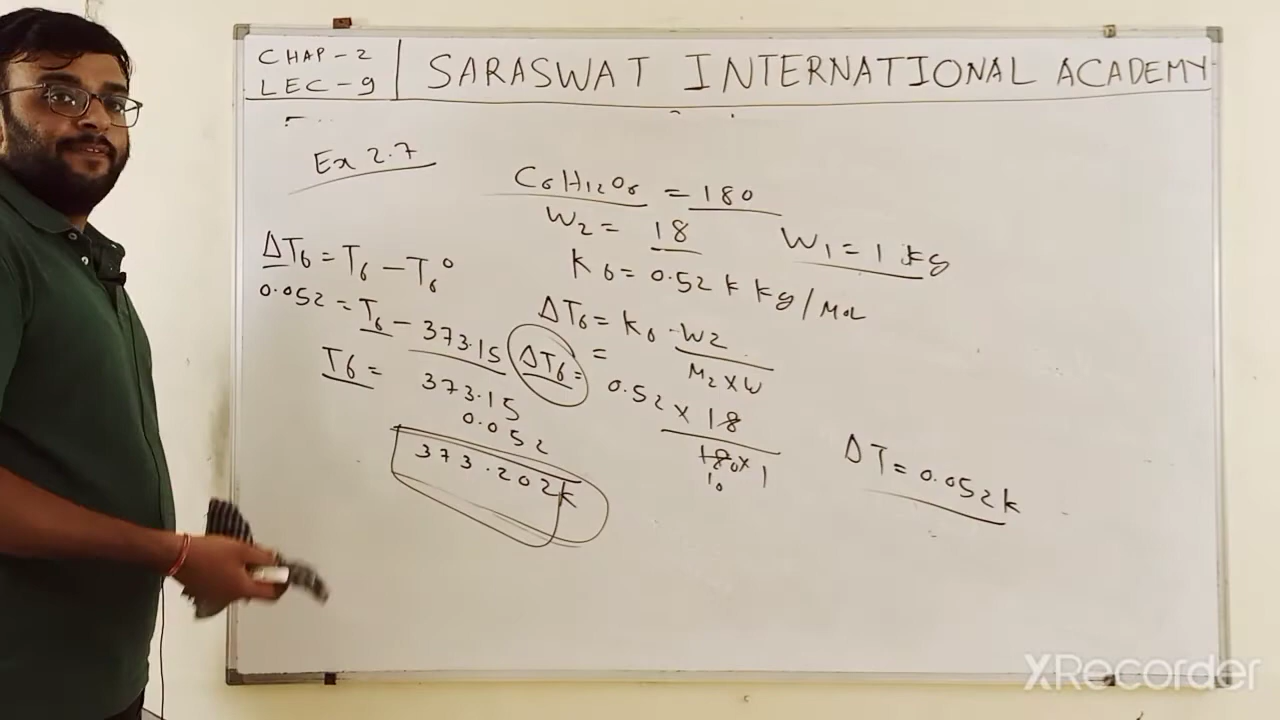 CHAP-2
LEC-9
SARASWAT INTERNATIONAL ACADEMY
Ex 2.7
C6H12O6 = 180
W2 = 18
W1 = 1 kg
Kb = 0.52 K Kg/Mol
ΔTb = Tb - Tb°
0.052 = Tb - 373.15
Tb = 373.15
0.052
373.202K
ΔTb = Kb · W2
M2 X W
=
ΔTb = 0.52 X 18
180 X 1
10
ΔT = 0.052 K
XRecorder